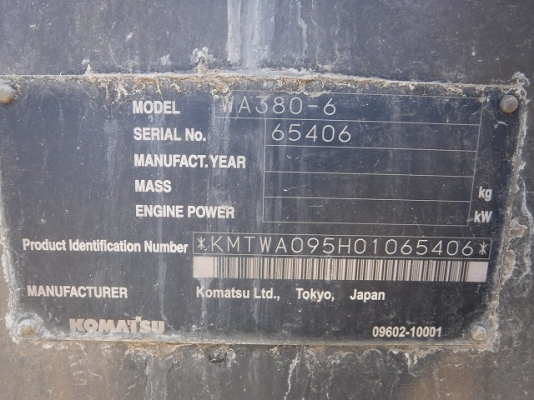 MODEL WA380-6
SERIAL No. 65406
MANUFACT. YEAR
MASS kg
ENGINE POWER kW
Product Identification Number *KMTWA095H01065406*
MANUFACTURER Komatsu Ltd., Tokyo, Japan
KOMATSU 09602-10001